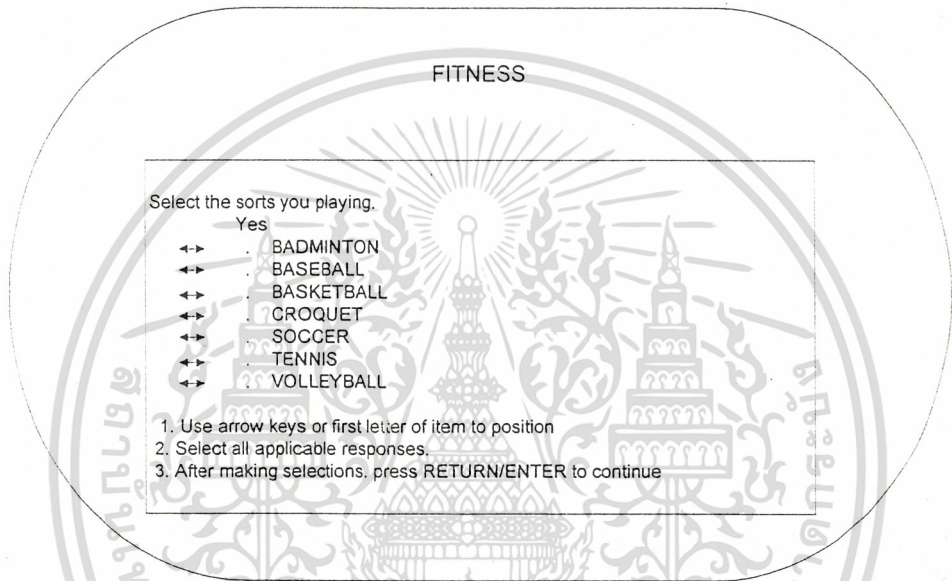 FITNESS
Select the sorts you playing.
Yes
. BADMINTON
. BASEBALL
. BASKETBALL
. CROQUET
. SOCCER
. TENNIS
. VOLLEYBALL
1. Use arrow keys or first letter of item to position
2. Select all applicable responses.
3. After making selections, press RETURN/ENTER to continue